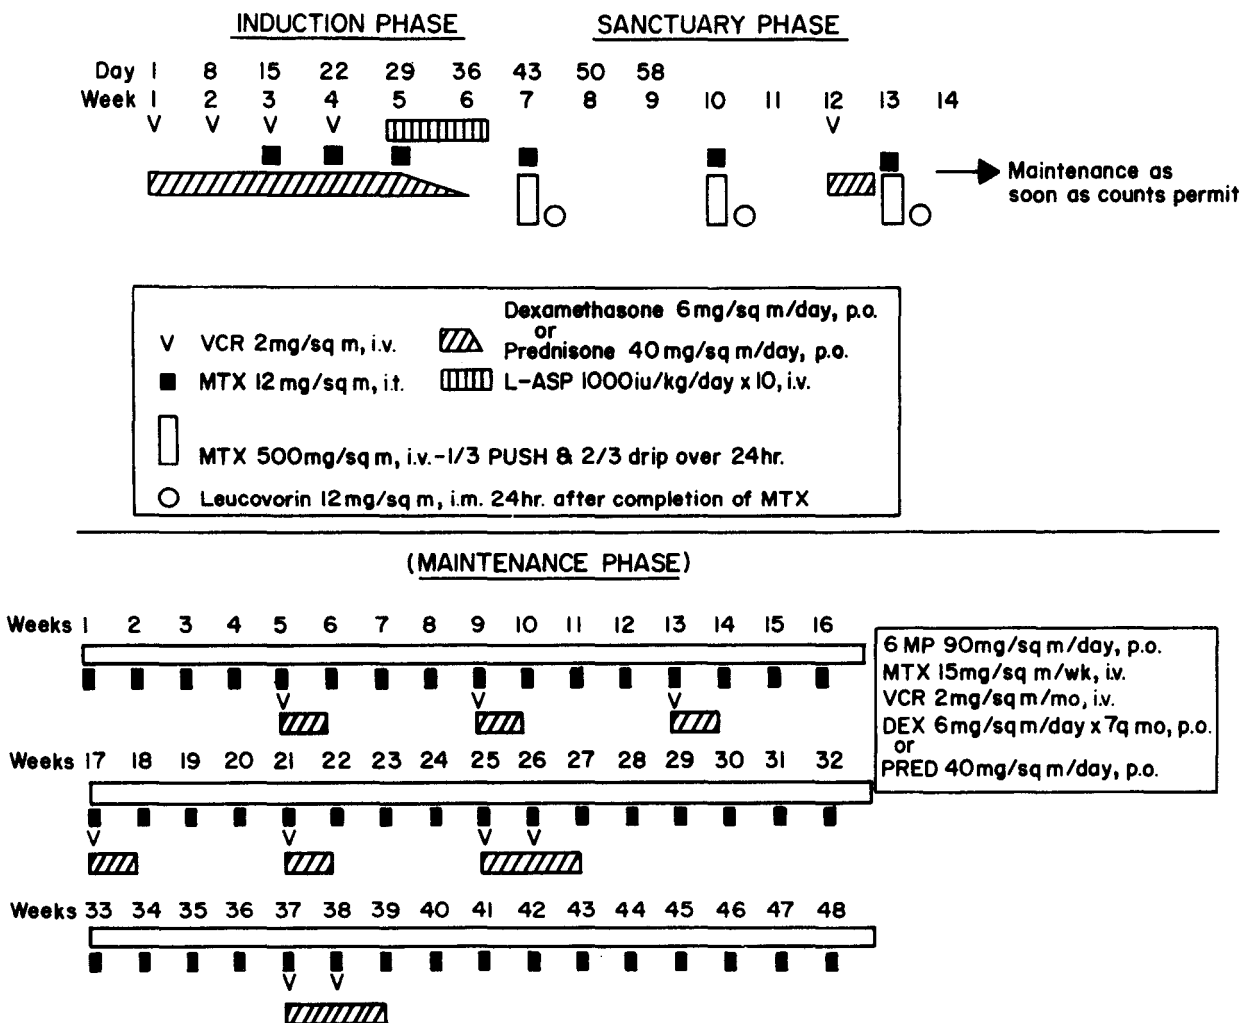 INDUCTION PHASE SANCTUARY PHASE
Day 1 8 15 22 29 36 43 50 58
Week 1 2 3 4 5 6 7 8 9 10 11 12 13 14
Maintenance as
soon as counts permit
Dexamethasone 6mg/sq m/day, p.o.
or
Prednisone 40mg/sq m/day, p.o.
V VCR 2mg/sq m, i.v.
MTX 12mg/sq m, i.t.
L-ASP 1000iu/kg/day x 10, i.v.
MTX 500mg/sq m, i.v.-1/3 PUSH & 2/3 drip over 24hr.
Leucovorin 12mg/sq m, i.m. 24hr. after completion of MTX
(MAINTENANCE PHASE)
Weeks 1 2 3 4 5 6 7 8 9 10 11 12 13 14 15 16
6 MP 90mg/sq m/day, p.o.
MTX 15mg/sq m/wk, i.v.
VCR 2mg/sq m/mo, i.v.
DEX 6mg/sq m/day x 7q mo, p.o.
or
PRED 40mg/sq m/day, p.o.
Weeks 17 18 19 20 21 22 23 24 25 26 27 28 29 30 31 32
Weeks 33 34 35 36 37 38 39 40 41 42 43 44 45 46 47 48